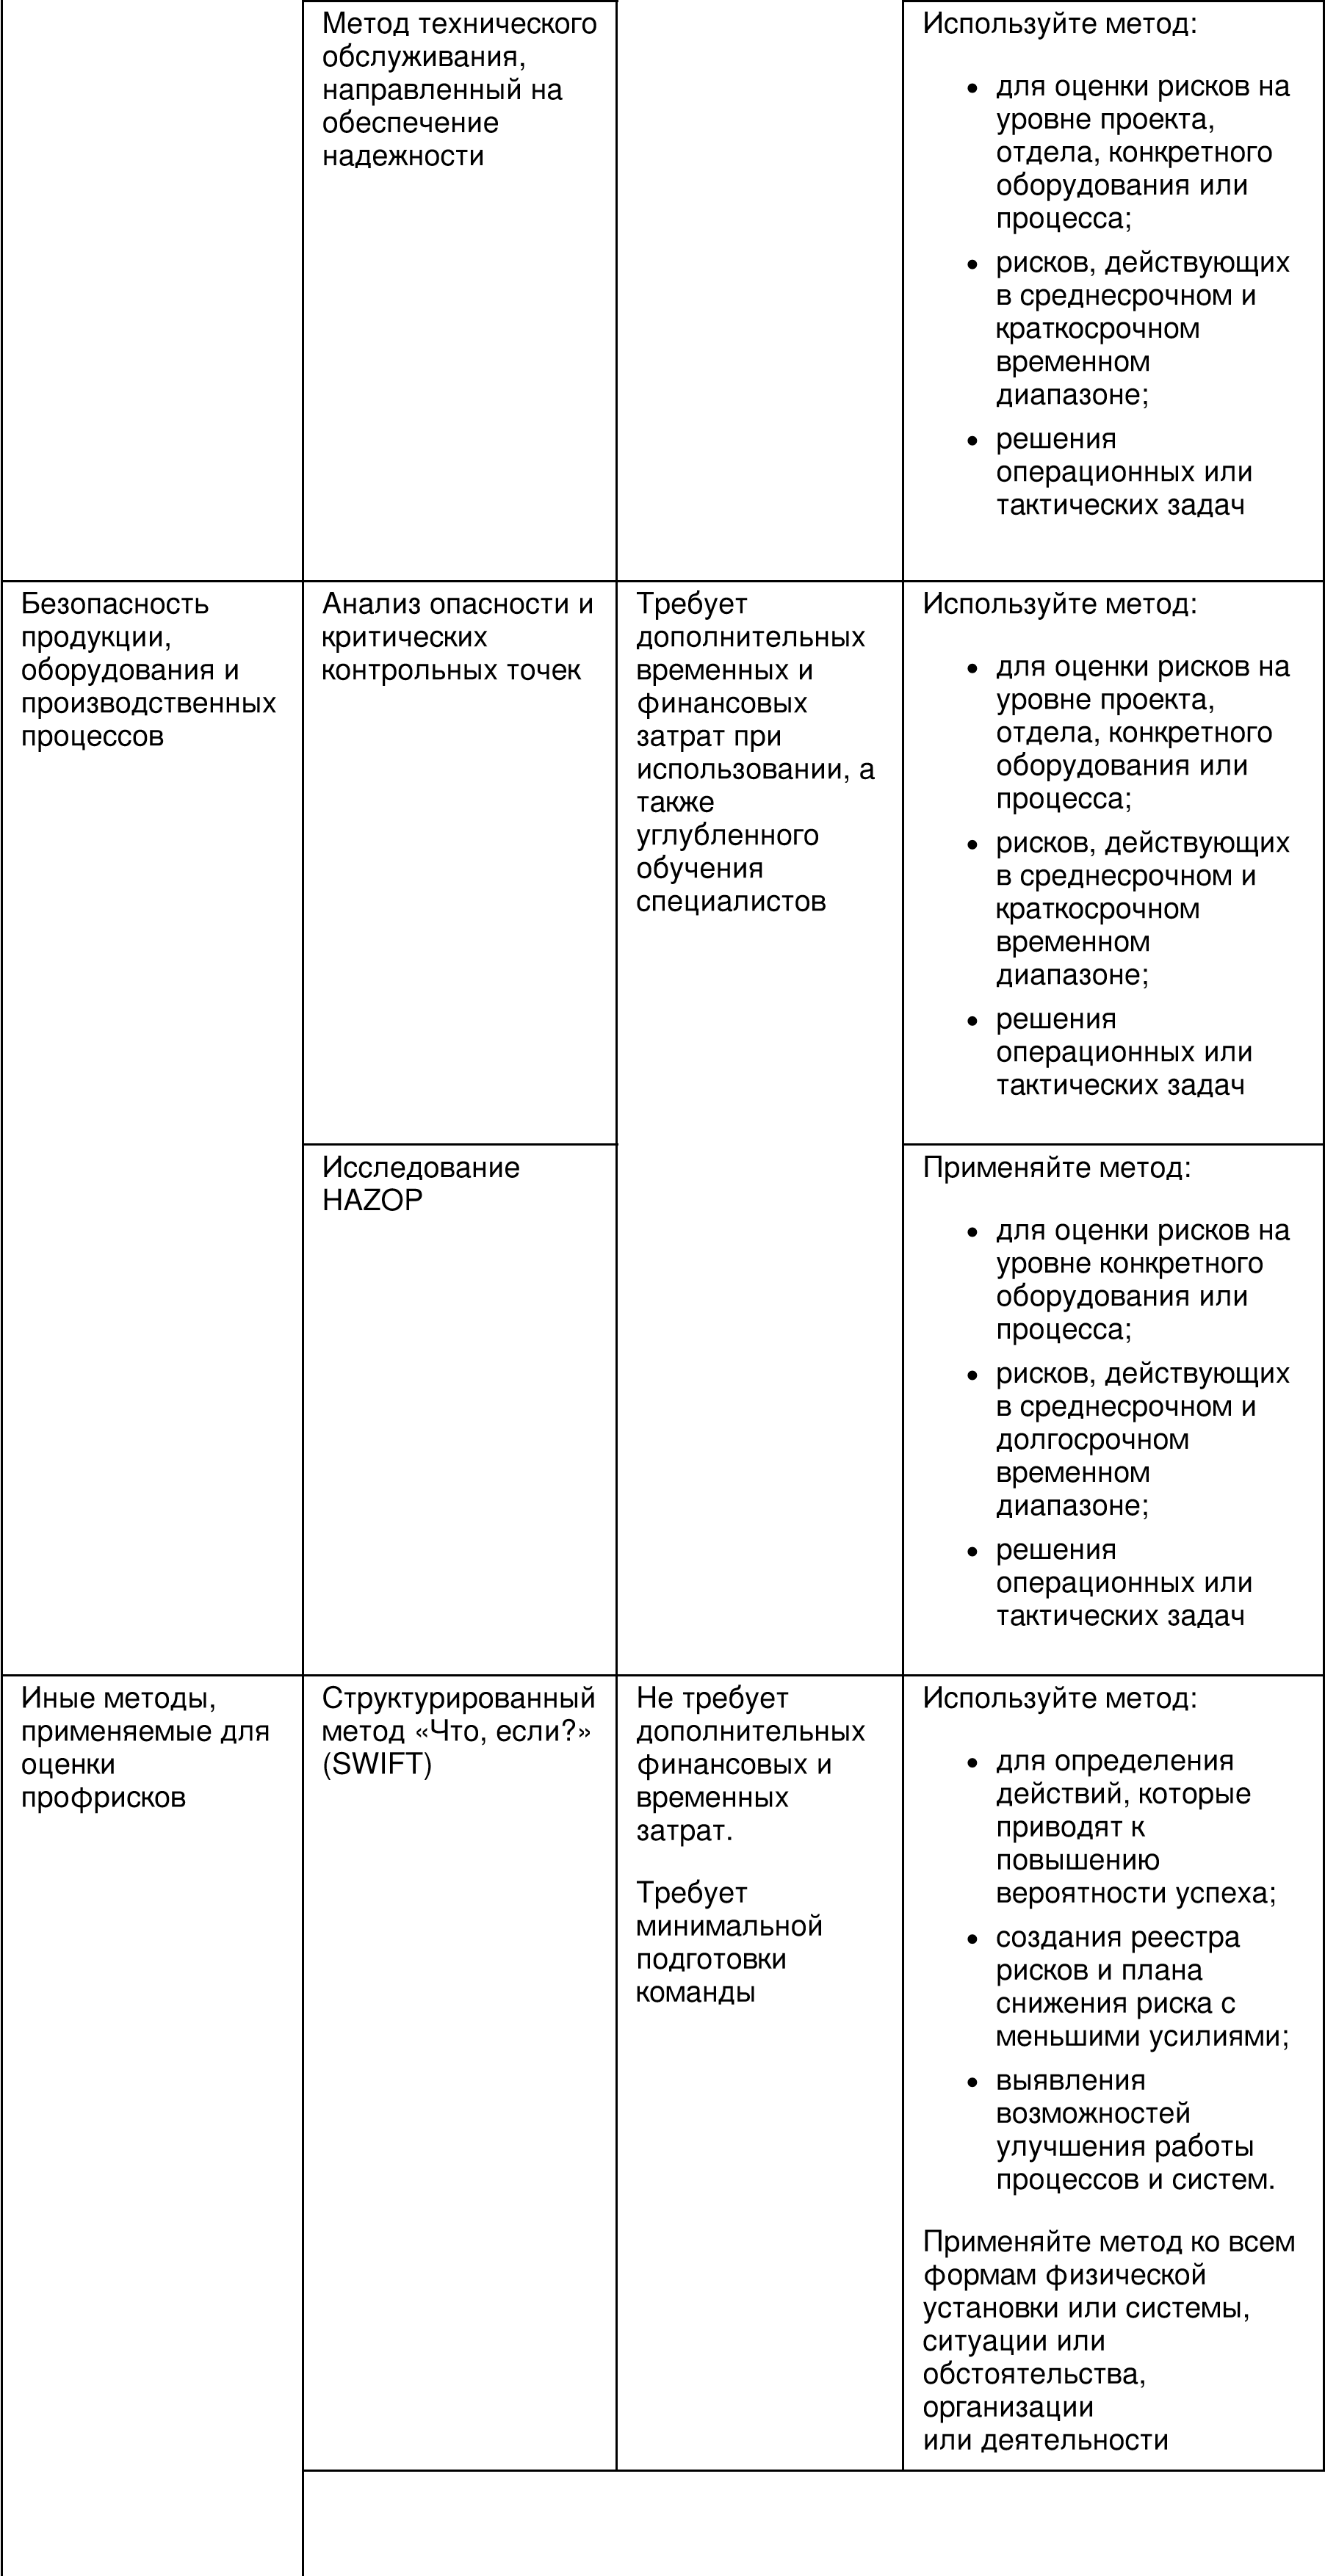 Метод технического
обслуживания,
направленный на
обеспечение
надежности
Используйте метод:
• для оценки рисков на
уровне проекта,
отдела, конкретного
оборудования или
процесса;
• рисков, действующих
в среднесрочном и
краткосрочном
временном
диапазоне;
• решения
операционных или
тактических задач
Безопасность
продукции,
оборудования и
производственных
процессов
Анализ опасности и
критических
контрольных точек
Требует
дополнительных
временных и
финансовых
затрат при
использовании, а
также
углубленного
обучения
специалистов
Используйте метод:
• для оценки рисков на
уровне проекта,
отдела, конкретного
оборудования или
процесса;
• рисков, действующих
в среднесрочном и
краткосрочном
временном
диапазоне;
• решения
операционных или
тактических задач
Исследование
HAZOP
Применяйте метод:
• для оценки рисков на
уровне конкретного
оборудования или
процесса;
• рисков, действующих
в среднесрочном и
долгосрочном
временном
диапазоне;
• решения
операционных или
тактических задач
Иные методы,
применяемые для
оценки
профрисков
Структурированный
метод «Что, если?»
(SWIFT)
Не требует
дополнительных
финансовых и
временных
затрат.
Требует
минимальной
подготовки
команды
Используйте метод:
• для определения
действий, которые
приводят к
повышению
вероятности успеха;
• создания реестра
рисков и плана
снижения риска с
меньшими усилиями;
• выявления
возможностей
улучшения работы
процессов и систем.
Применяйте метод ко всем
формам физической
установки или системы,
ситуации или
обстоятельства,
организации
или деятельности